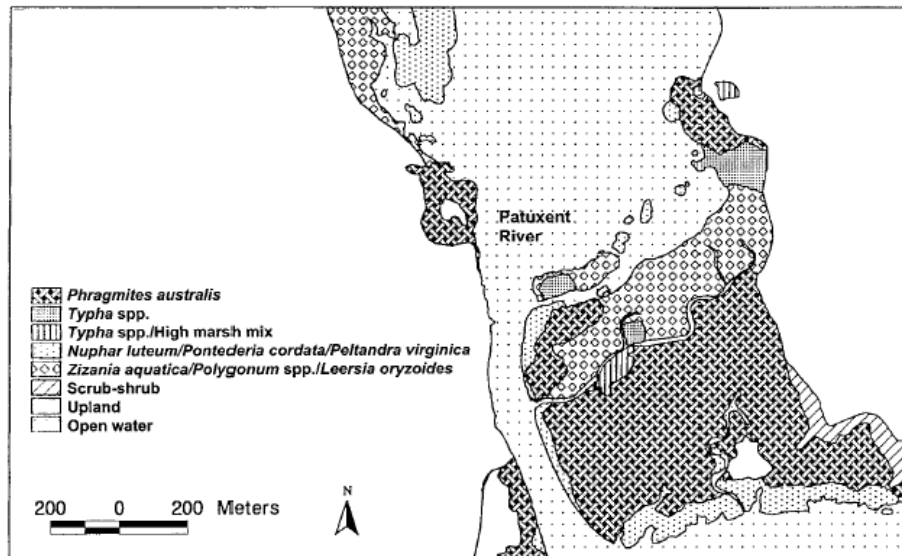 Patuxent
River
Phragmites australis
Typha spp.
Typha spp./High marsh mix
Nuphar luteum/Pontederia cordata/Peltandra virginica
Zizania aquatica/Polygonum spp./Leersia oryzoides
Scrub-shrub
Upland
Open water
200 0 200 Meters
N